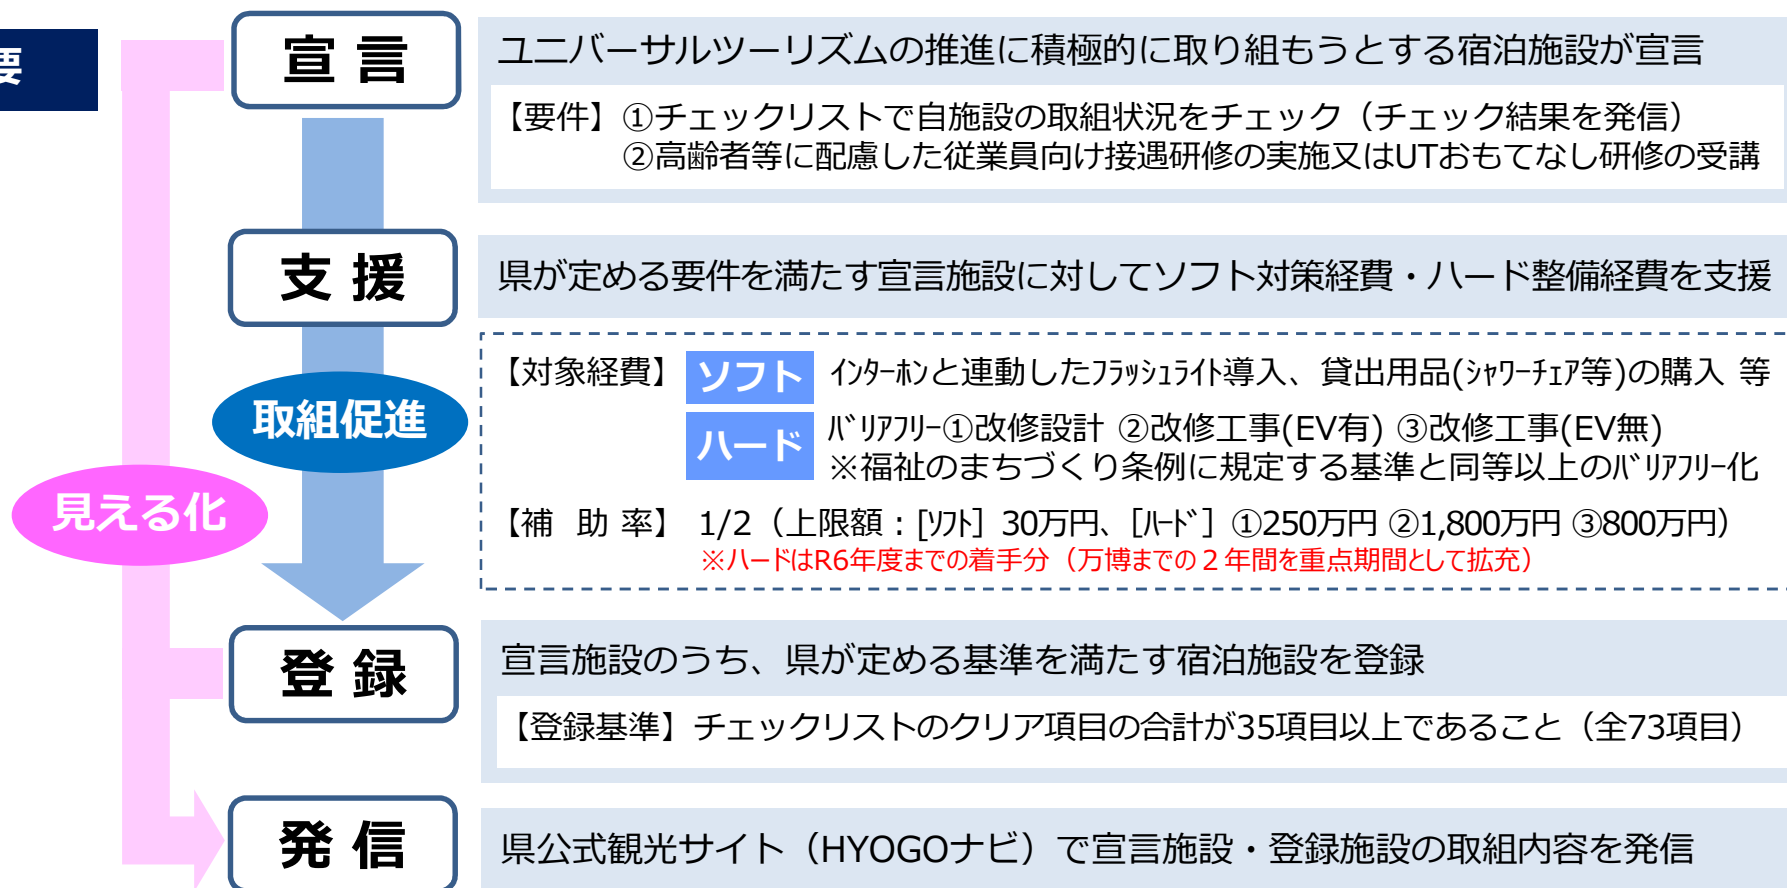 要
宣 言
ユニバーサルツーリズムの推進に積極的に取り組もうとする宿泊施設が宣言
【要件】①チェックリストで自施設の取組状況をチェック（チェック結果を発信）
②高齢者等に配慮した従業員向け接遇研修の実施又はUTおもてなし研修の受講
支 援
県が定める要件を満たす宣言施設に対してソフト対策経費・ハード整備経費を支援
取組促進
見える化
【対象経費】 ソフト ｲﾝﾀｰﾎﾝと連動したﾌﾗｯｼｭﾗｲﾄ導入、貸出用品(ｼｬﾜｰﾁｪｱ等)の購入 等
ハード ﾊﾞﾘｱﾌﾘｰ①改修設計 ②改修工事(EV有) ③改修工事(EV無)
※福祉のまちづくり条例に規定する基準と同等以上のﾊﾞﾘｱﾌﾘｰ化
【補 助 率】 1/2（上限額：[ｿﾌﾄ］30万円、［ﾊｰﾄﾞ］①250万円 ②1,800万円 ③800万円）
※ハードはR6年度までの着手分（万博までの２年間を重点期間として拡充）
登 録
宣言施設のうち、県が定める基準を満たす宿泊施設を登録
【登録基準】チェックリストのクリア項目の合計が35項目以上であること（全73項目）
発 信
県公式観光サイト（HYOGOナビ）で宣言施設・登録施設の取組内容を発信